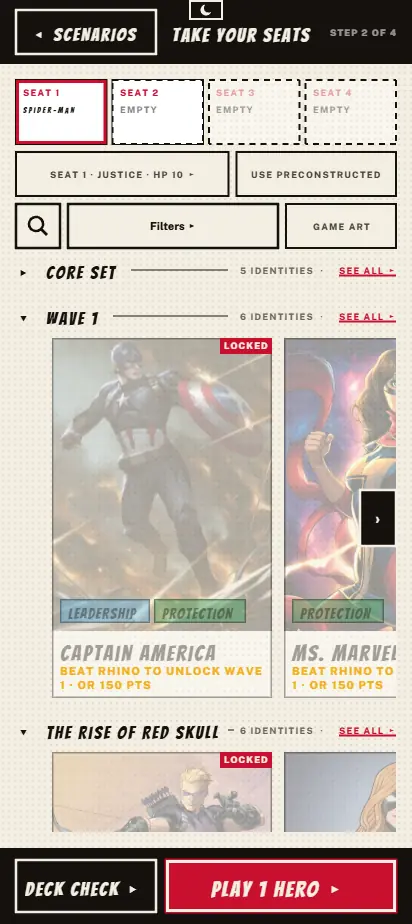 ◂ SCENARIOS
TAKE YOUR SEATS
STEP 2 OF 4
SEAT 1
SPIDER-MAN
SEAT 2
EMPTY
SEAT 3
EMPTY
SEAT 4
EMPTY
SEAT 1 · JUSTICE · HP 10 ▸
USE PRECONSTRUCTED
Filters ▸
GAME ART
▸ CORE SET
5 IDENTITIES ·
SEE ALL ▸
▾ WAVE 1
6 IDENTITIES ·
SEE ALL ▸
LOCKED
LEADERSHIP
PROTECTION
CAPTAIN AMERICA
BEAT RHINO TO UNLOCK WAVE
1 · OR 150 PTS
PROTECTION
MS. MARVEL
BEAT RHINO TO
1 · OR 150 PTS
›
▾ THE RISE OF RED SKULL
6 IDENTITIES ·
SEE ALL ▸
LOCKED
DECK CHECK ▸
PLAY 1 HERO ▸